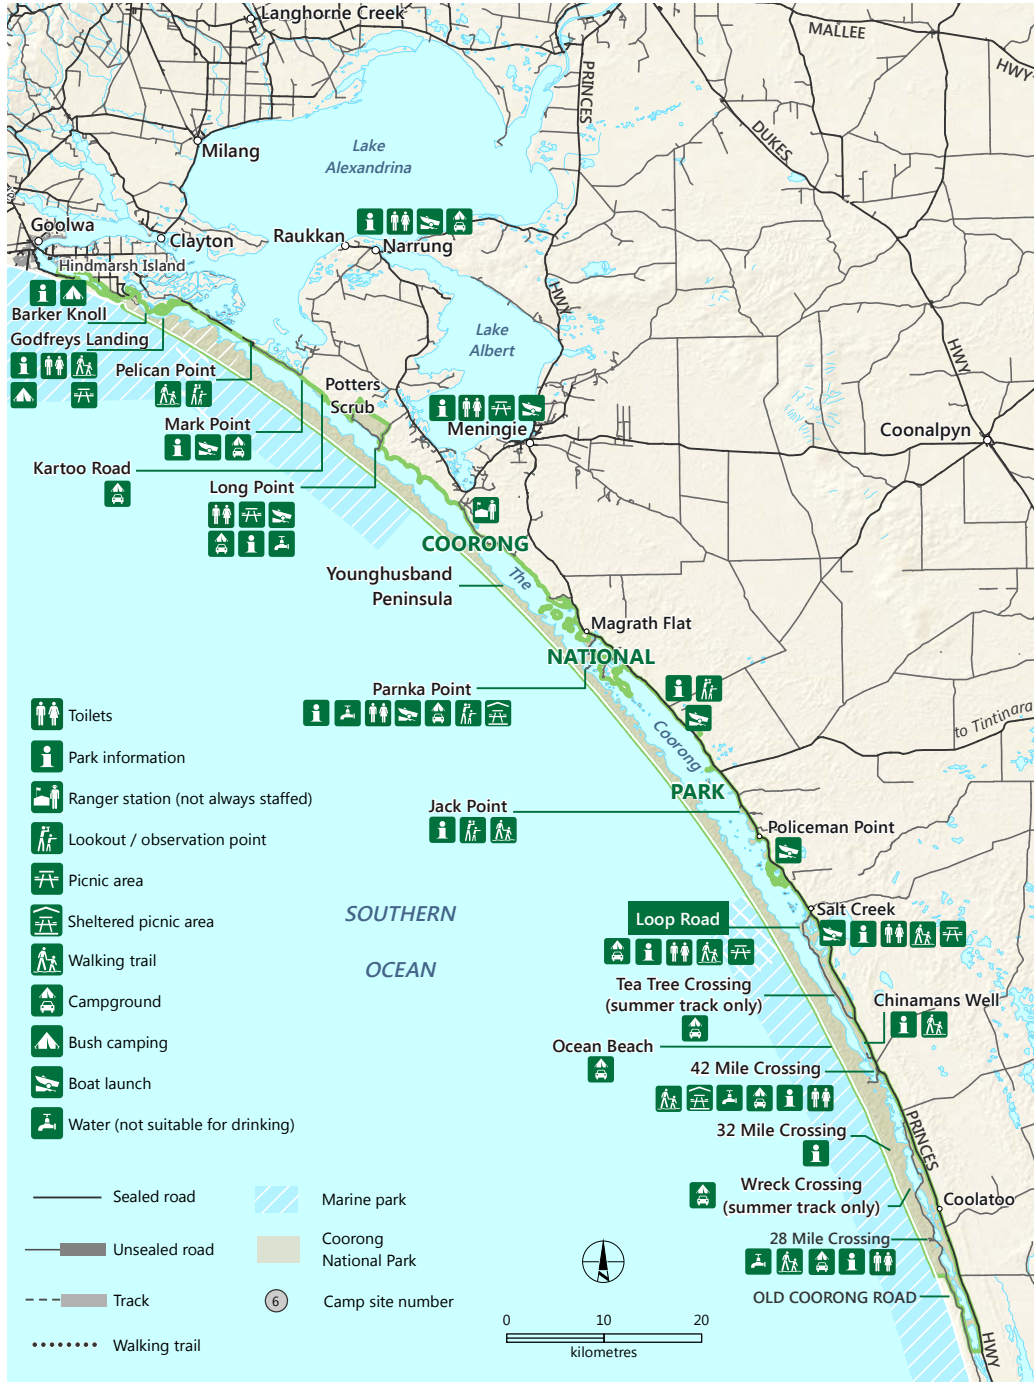 Langhorne Creek
MALLEE
HWY
PRINCES
DUKES
Milang
Lake
Alexandrina
Goolwa
Clayton
Raukkan
Narrung
Hindmarsh Island
HWY
Barker Knoll
Godfreys Landing
Lake
Albert
HWY
Pelican Point
Potters
Scrub
Mark Point
Meningie
Coonalpyn
Kartoo Road
Long Point
COORONG
The
Younghusband
Peninsula
Magrath Flat
NATIONAL
Parnka Point
Coorong
to Tintinara
PARK
Jack Point
Policeman Point
Toilets
Park information
Ranger station (not always staffed)
Lookout / observation point
Picnic area
Sheltered picnic area
Walking trail
Campground
Bush camping
Boat launch
Water (not suitable for drinking)
SOUTHERN
OCEAN
Salt Creek
Loop Road
Tea Tree Crossing
(summer track only)
Chinamans Well
Ocean Beach
42 Mile Crossing
PRINCES
32 Mile Crossing
Wreck Crossing
(summer track only)
Coolatoo
28 Mile Crossing
OLD COORONG ROAD
HWY
Sealed road
Marine park
Unsealed road
Coorong
National Park
Track
6
Camp site number
Walking trail
0 10 20
kilometres